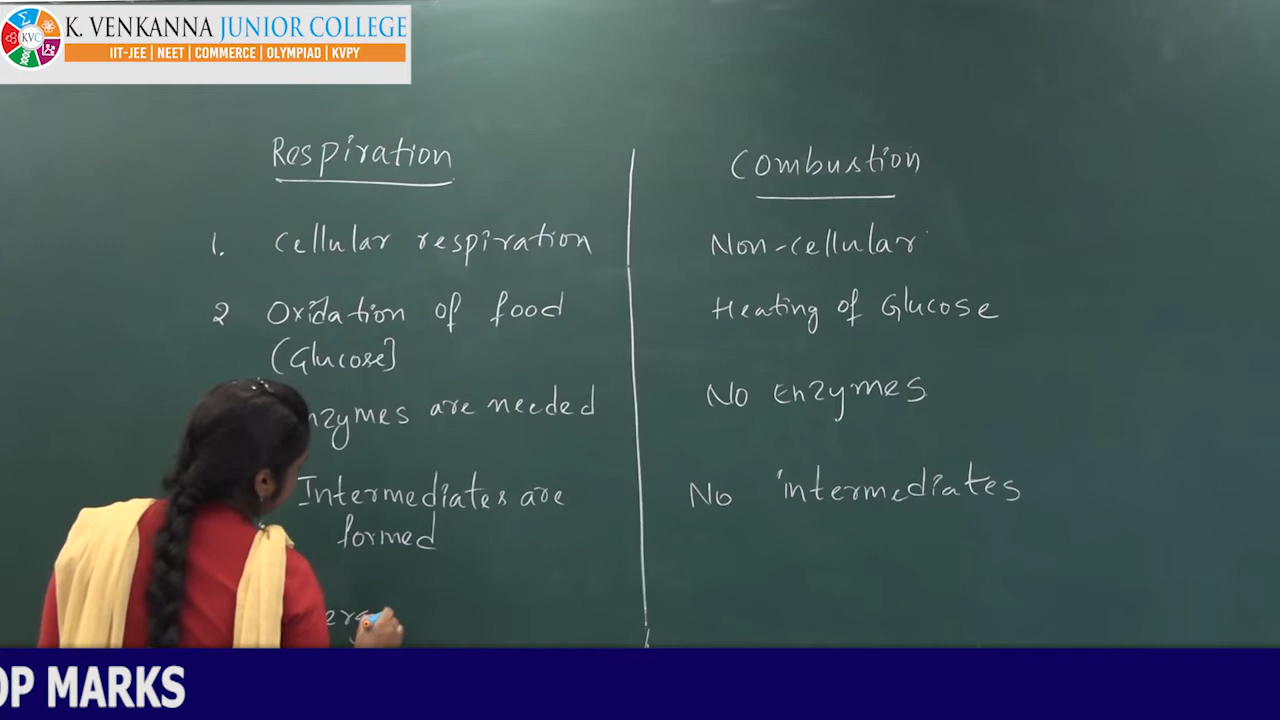 K. VENKANNA JUNIOR COLLEGE
KVC
IIT-JEE | NEET | COMMERCE | OLYMPIAD | KVPY
Respiration
Combustion
1. Cellular respiration
Non-cellular
2 Oxidation of food
(Glucose]
Heating of Glucose
nzymes are needed
No Enzymes
Intermediates are
formed
No intermediates
OP MARKS